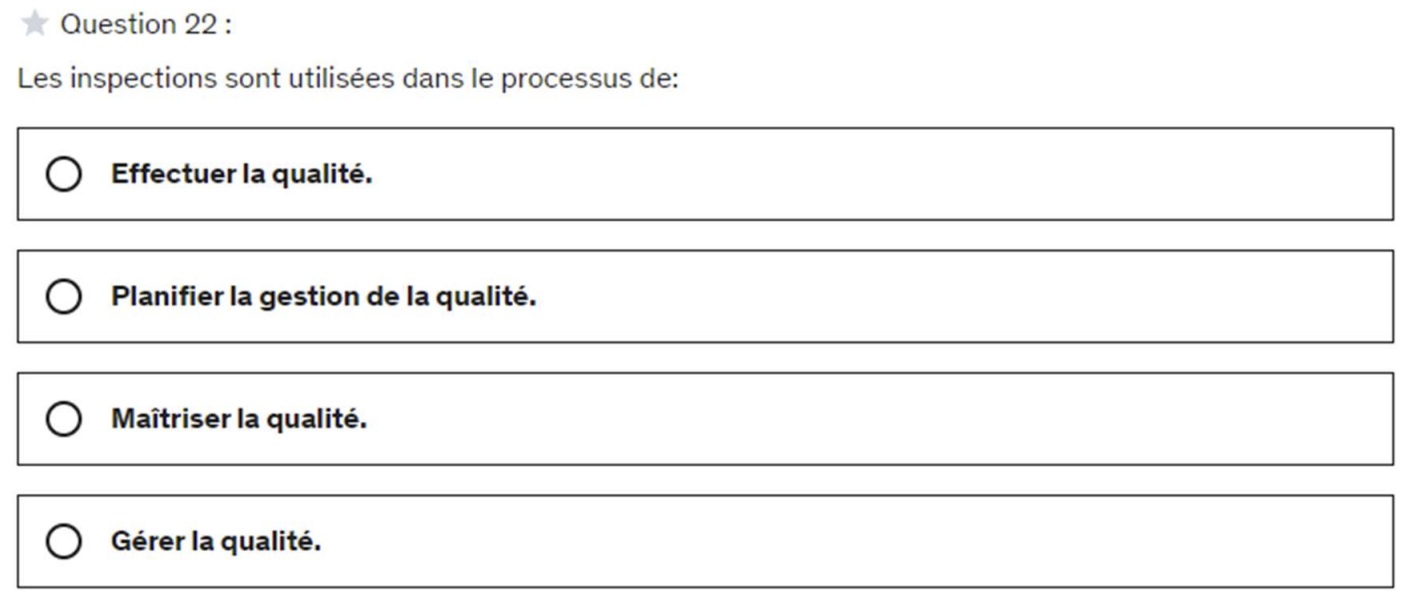 Question 22 :
Les inspections sont utilisées dans le processus de:
Effectuer la qualité.
Planifier la gestion de la qualité.
Maîtriser la qualité.
Gérer la qualité.